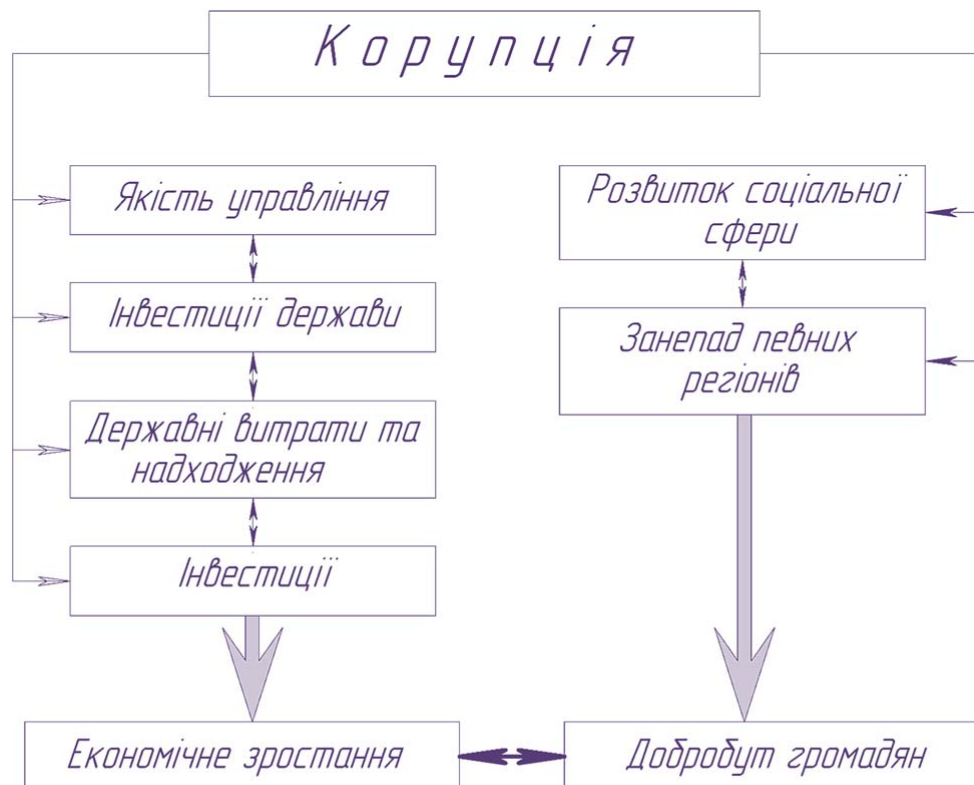 Корупція
Якість управління
Інвестиції держави
Державні витрати та
надходження
Інвестиції
Розвиток соціальної
сфери
Занепад певних
регіонів
Економічне зростання
Добробут громадян